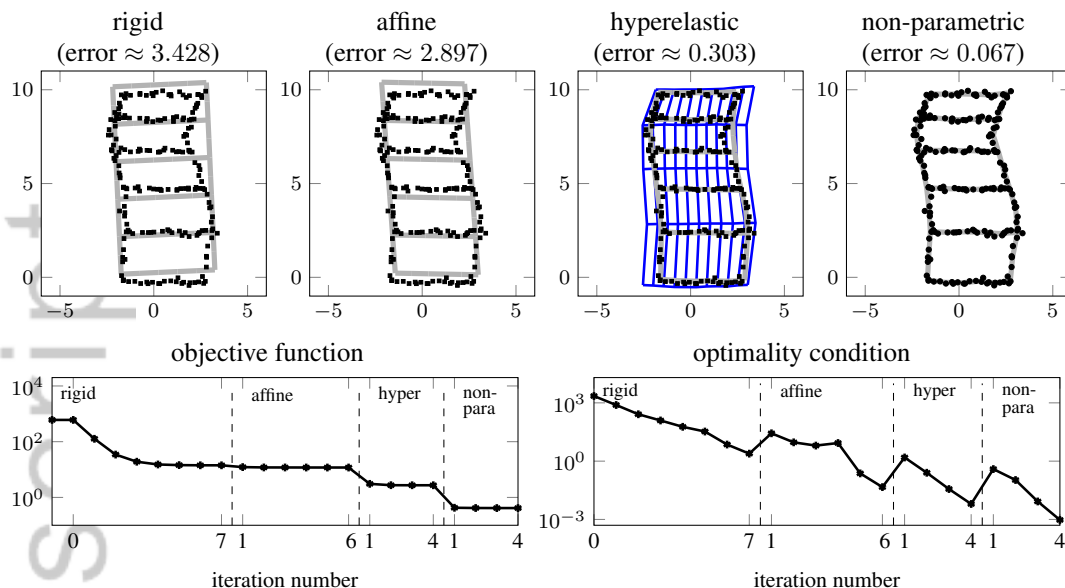 rigid
(error ≈ 3.428)
affine
(error ≈ 2.897)
hyperelastic
(error ≈ 0.303)
non-parametric
(error ≈ 0.067)
10
5
0
−5 0 5
10
5
0
−5 0 5
10
5
0
−5 0 5
10
5
0
−5 0 5
objective function
10^4
10^2
10^0
rigid
affine
hyper
non-
para
0 7 1 6 1 4 1 4
iteration number
optimality condition
10^3
10^0
10^−3
rigid
affine
hyper
non-
para
0 7 1 6 1 4 1 4
iteration number
script